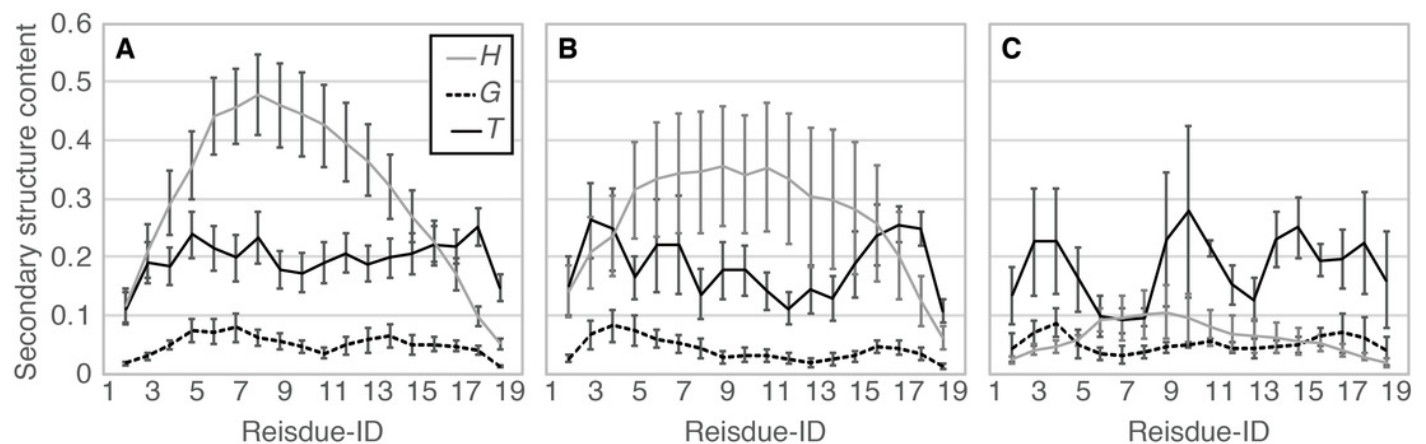 Secondary structure content
0.6
0.5
0.4
0.3
0.2
0.1
0
A
H
G
T
1 3 5 7 9 11 13 15 17 19
Reisdue-ID
B
1 3 5 7 9 11 13 15 17 19
Reisdue-ID
C
1 3 5 7 9 11 13 15 17 19
Reisdue-ID